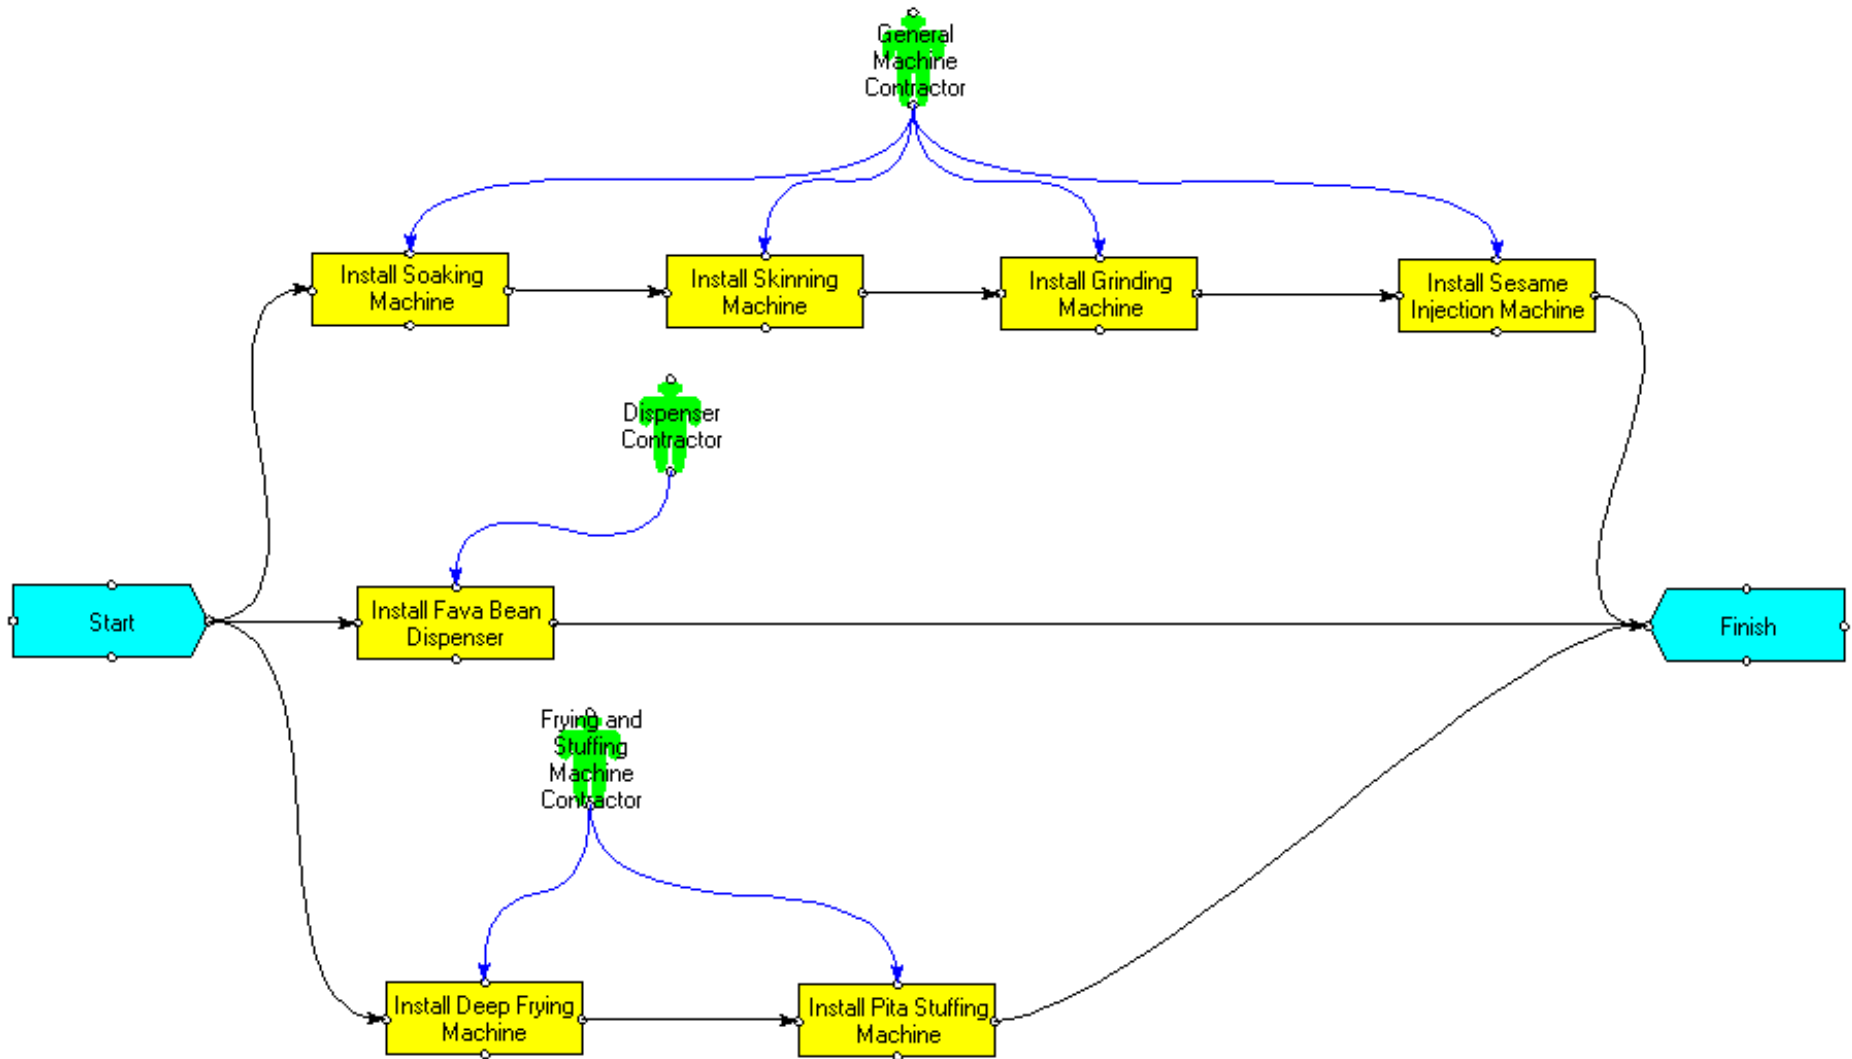 General
Machine
Contractor
Install Soaking
Machine
Install Skinning
Machine
Install Grinding
Machine
Install Sesame
Injection Machine
Dispenser
Contractor
Start
Install Fava Bean
Dispenser
Finish
Frying and
Stuffing
Machine
Contractor
Install Deep Frying
Machine
Install Pita Stuffing
Machine